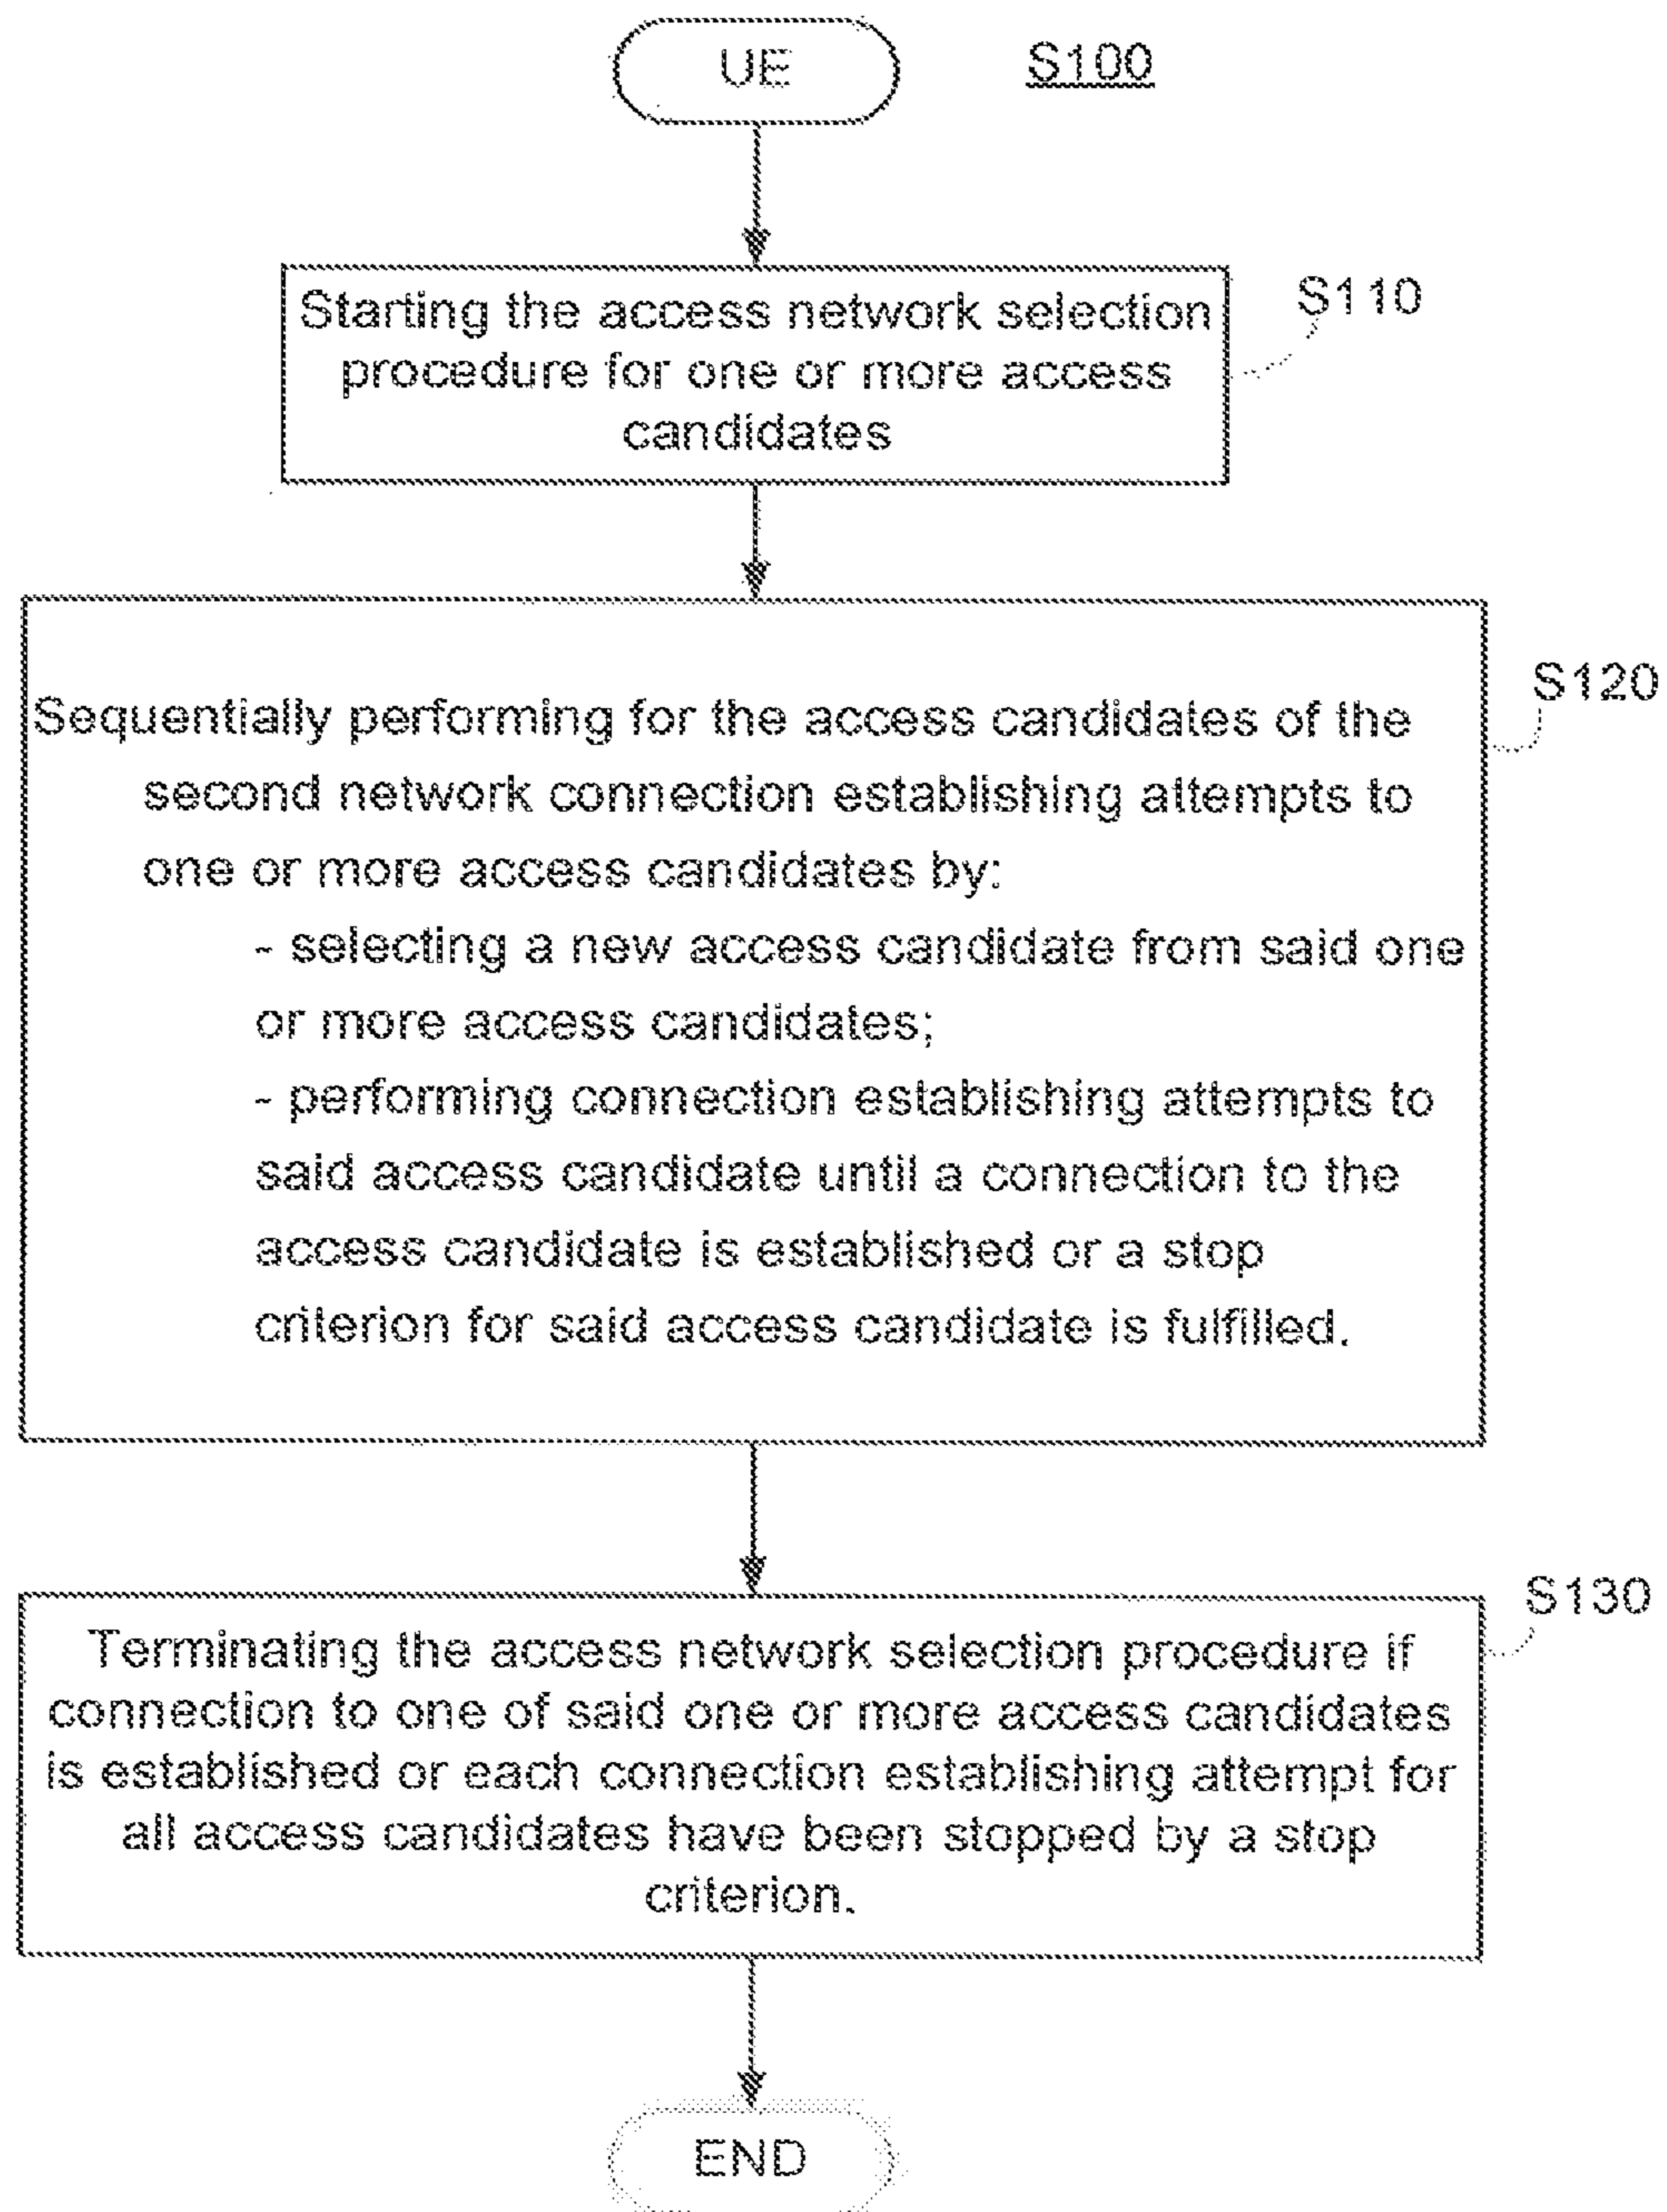 UE
S100
Starting the access network selection
procedure for one or more access
candidates
S110
Sequentially performing for the access candidates of the
second network connection establishing attempts to
one or more access candidates by:
- selecting a new access candidate from said one
or more access candidates;
- performing connection establishing attempts to
said access candidate until a connection to the
access candidate is established or a stop
criterion for said access candidate is fulfilled.
S120
Terminating the access network selection procedure if
connection to one of said one or more access candidates
is established or each connection establishing attempt for
all access candidates have been stopped by a stop
criterion.
S130
END